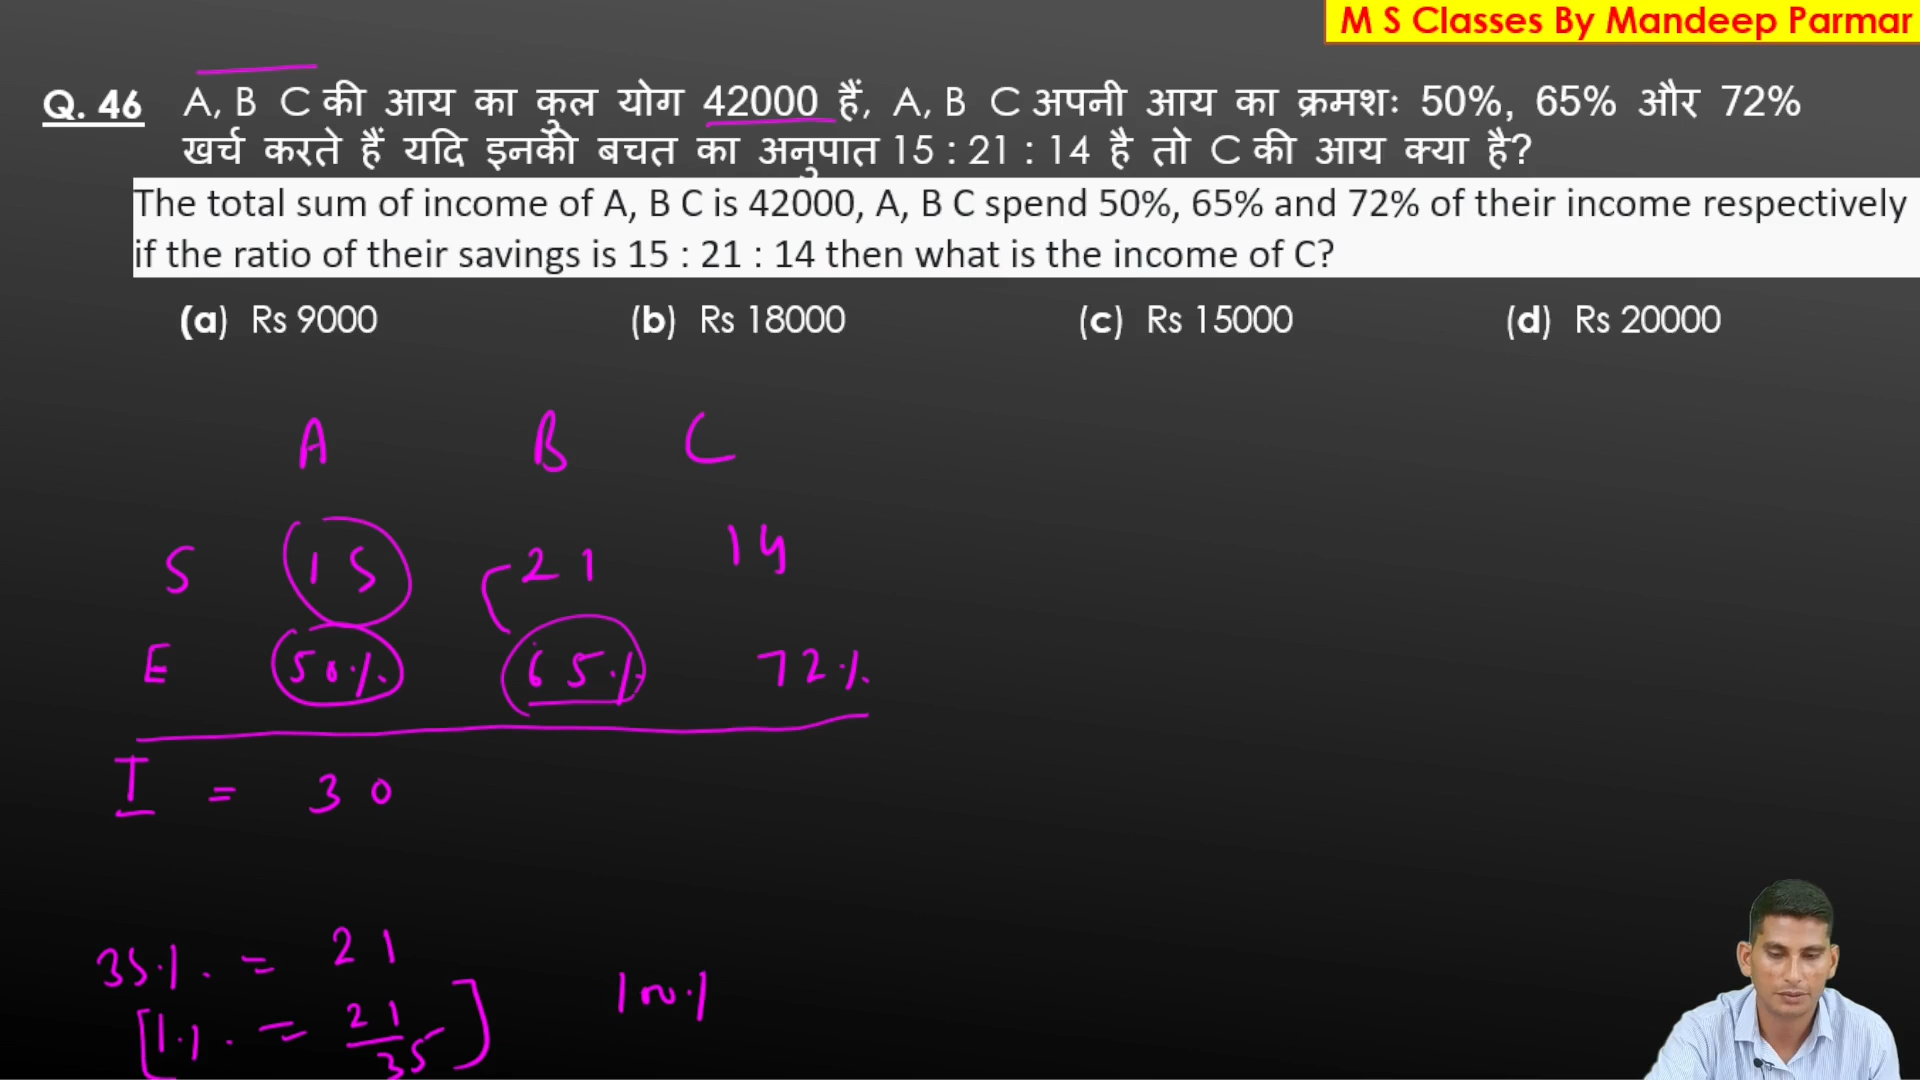 M S Classes By Mandeep Parmar
Q. 46 A, B C की आय का कुल योग 42000 हैं, A, B C अपनी आय का क्रमशः 50%, 65% और 72%
खर्च करते हैं यदि इनकी बचत का अनुपात 15 : 21 : 14 है तो C की आय क्या है?
The total sum of income of A, B C is 42000, A, B C spend 50%, 65% and 72% of their income respectively
if the ratio of their savings is 15 : 21 : 14 then what is the income of C?
(a) Rs 9000 (b) Rs 18000 (c) Rs 15000 (d) Rs 20000
A B C
S 15 21 14
E 50% 65% 72%
I = 30
35% = 21
[1% = 21/35] 100%